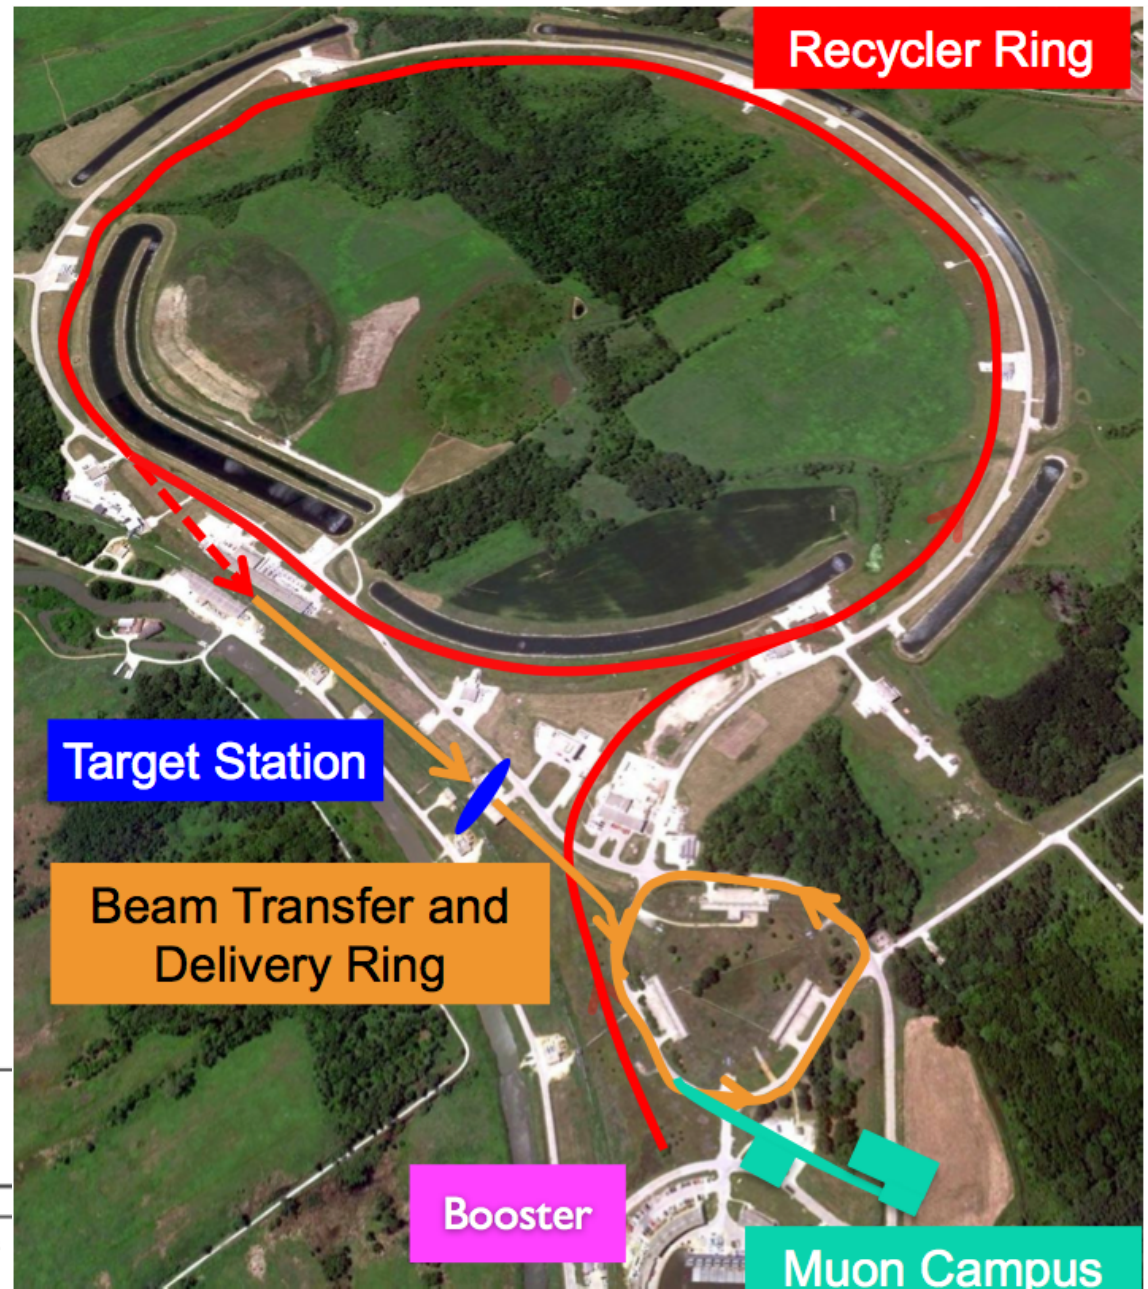 Recycler Ring
Target Station
Beam Transfer and
Delivery Ring
Booster
Muon Campus